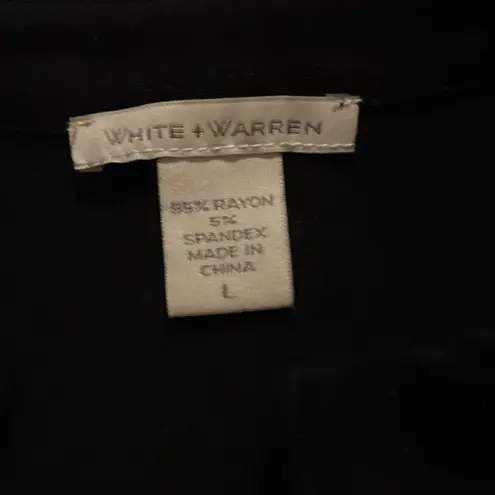 WHITE + WARREN
95% RAYON
5%
SPANDEX
MADE IN
CHINA
L